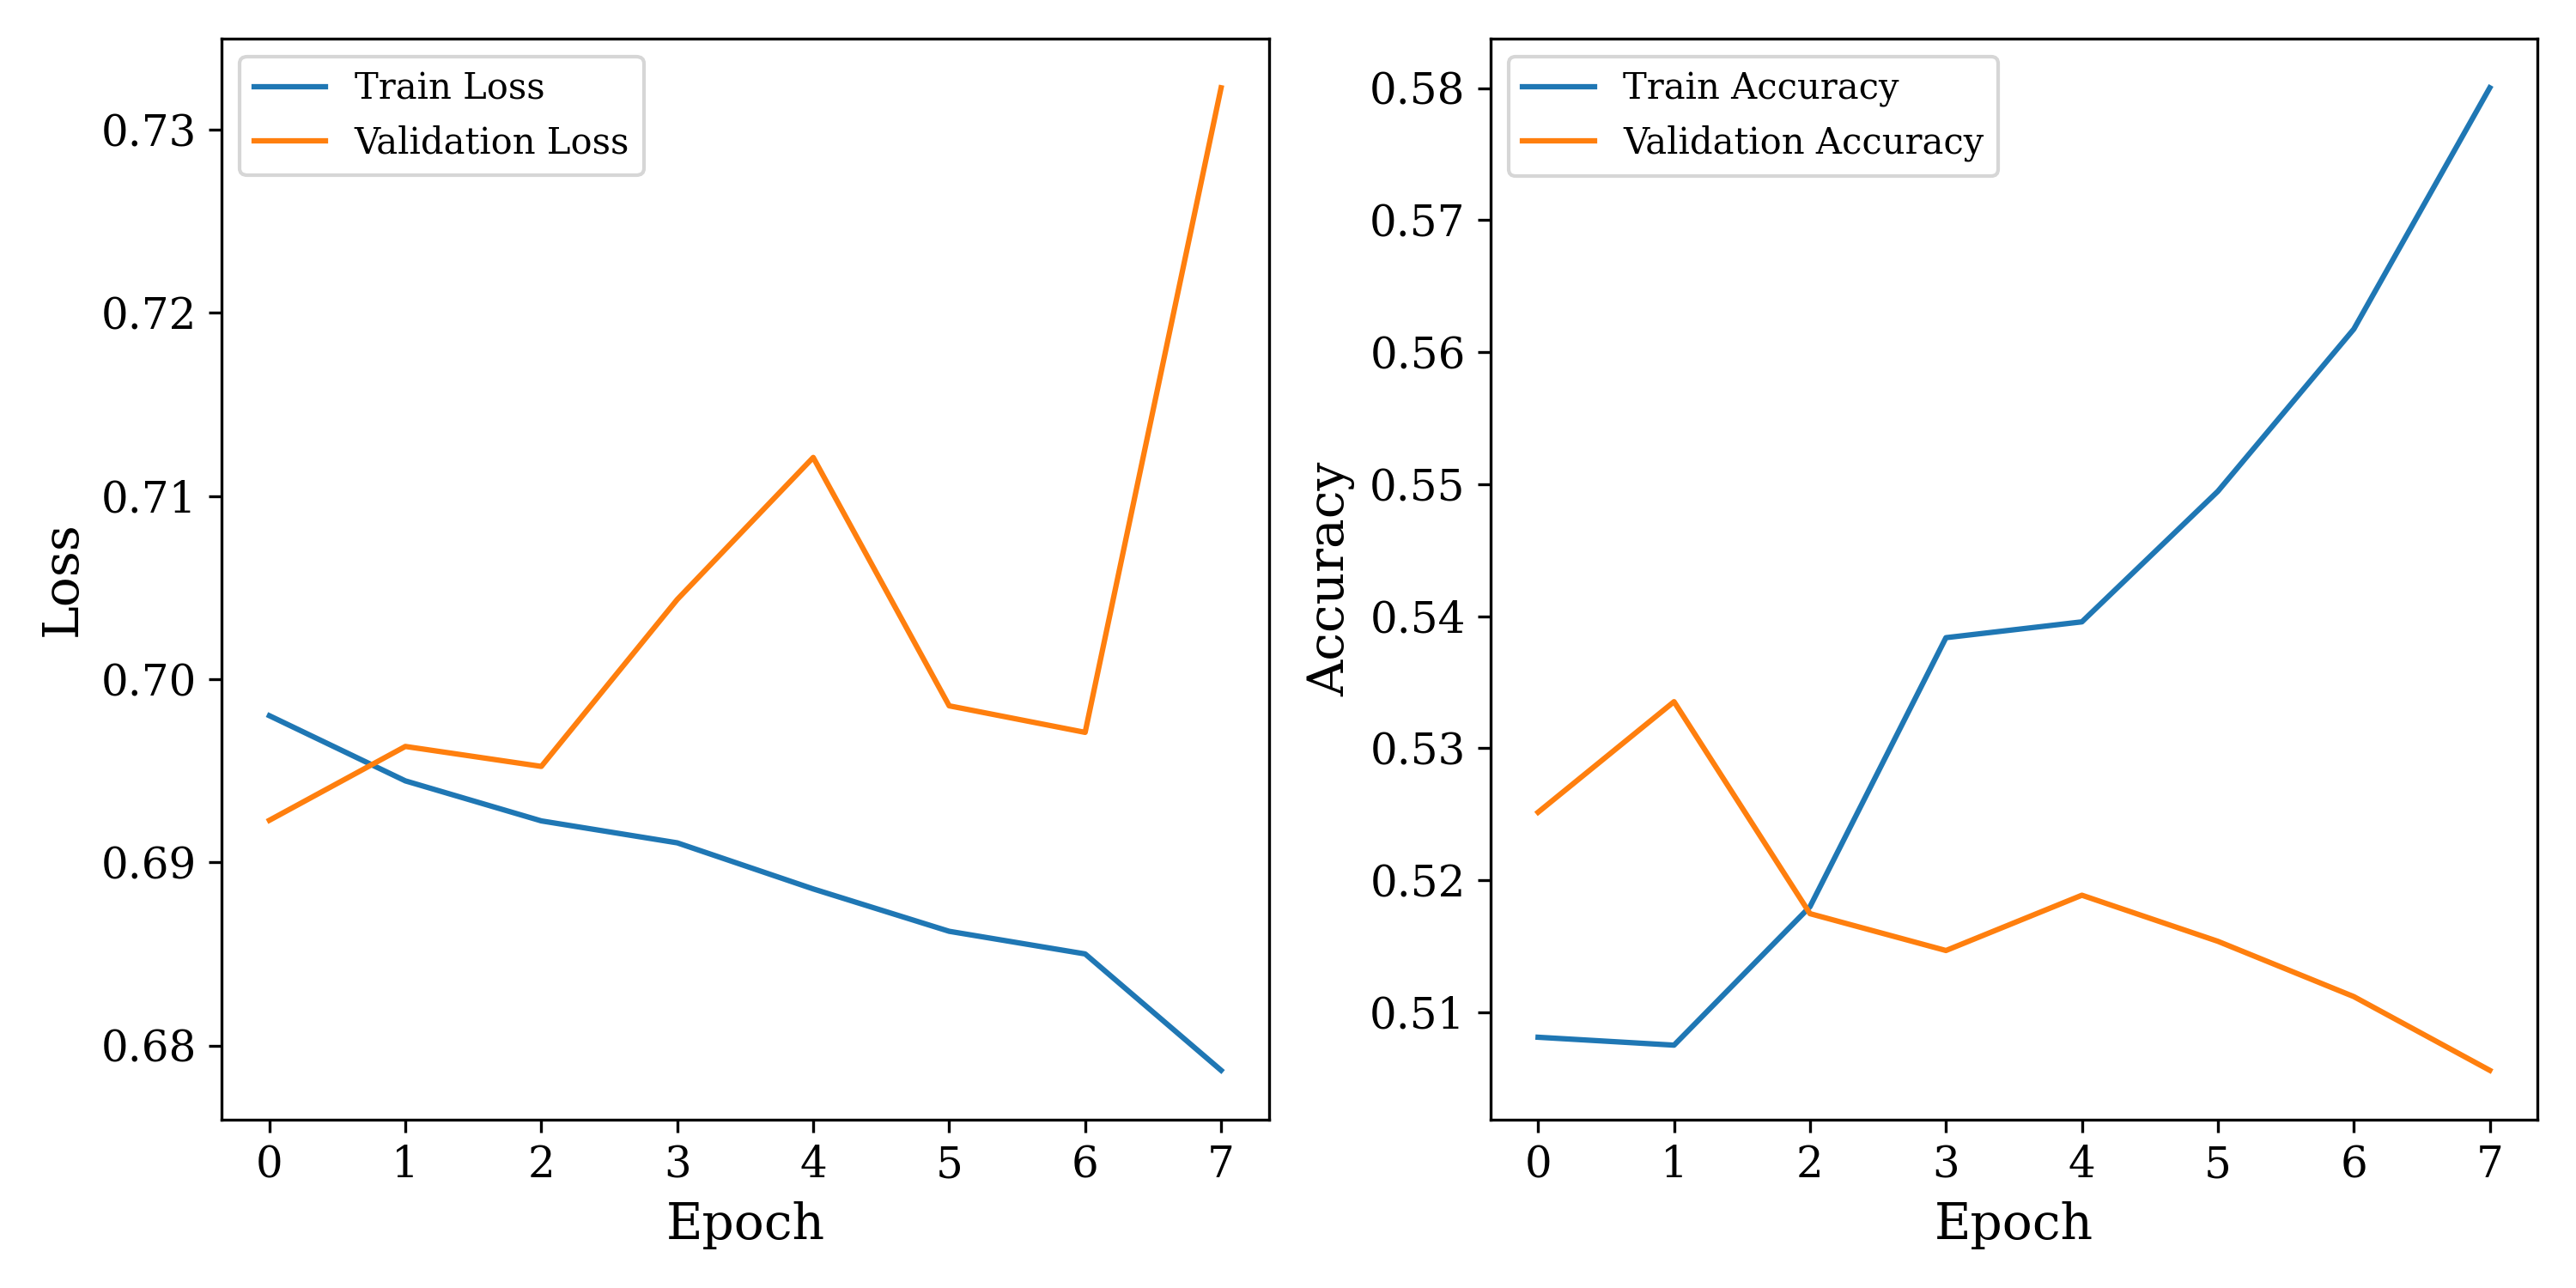 Train Loss
Validation Loss
0.73
0.72
0.71
0.70
0.69
0.68
Loss
0 1 2 3 4 5 6 7
Epoch
Train Accuracy
Validation Accuracy
0.58
0.57
0.56
0.55
0.54
0.53
0.52
0.51
Accuracy
0 1 2 3 4 5 6 7
Epoch